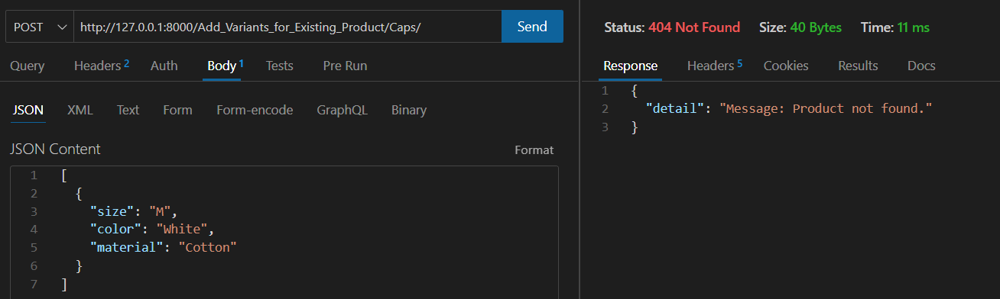 POST http://127.0.0.1:8000/Add_Variants_for_Existing_Product/Caps/ Send
Query Headers 2 Auth Body 1 Tests Pre Run
JSON XML Text Form Form-encode GraphQL Binary
JSON Content Format
1 [
2 {
3 "size": "M",
4 "color": "White",
5 "material": "Cotton"
6 }
7 ]
Status: 404 Not Found Size: 40 Bytes Time: 11 ms
Response Headers 5 Cookies Results Docs
1 {
2 "detail": "Message: Product not found."
3 }